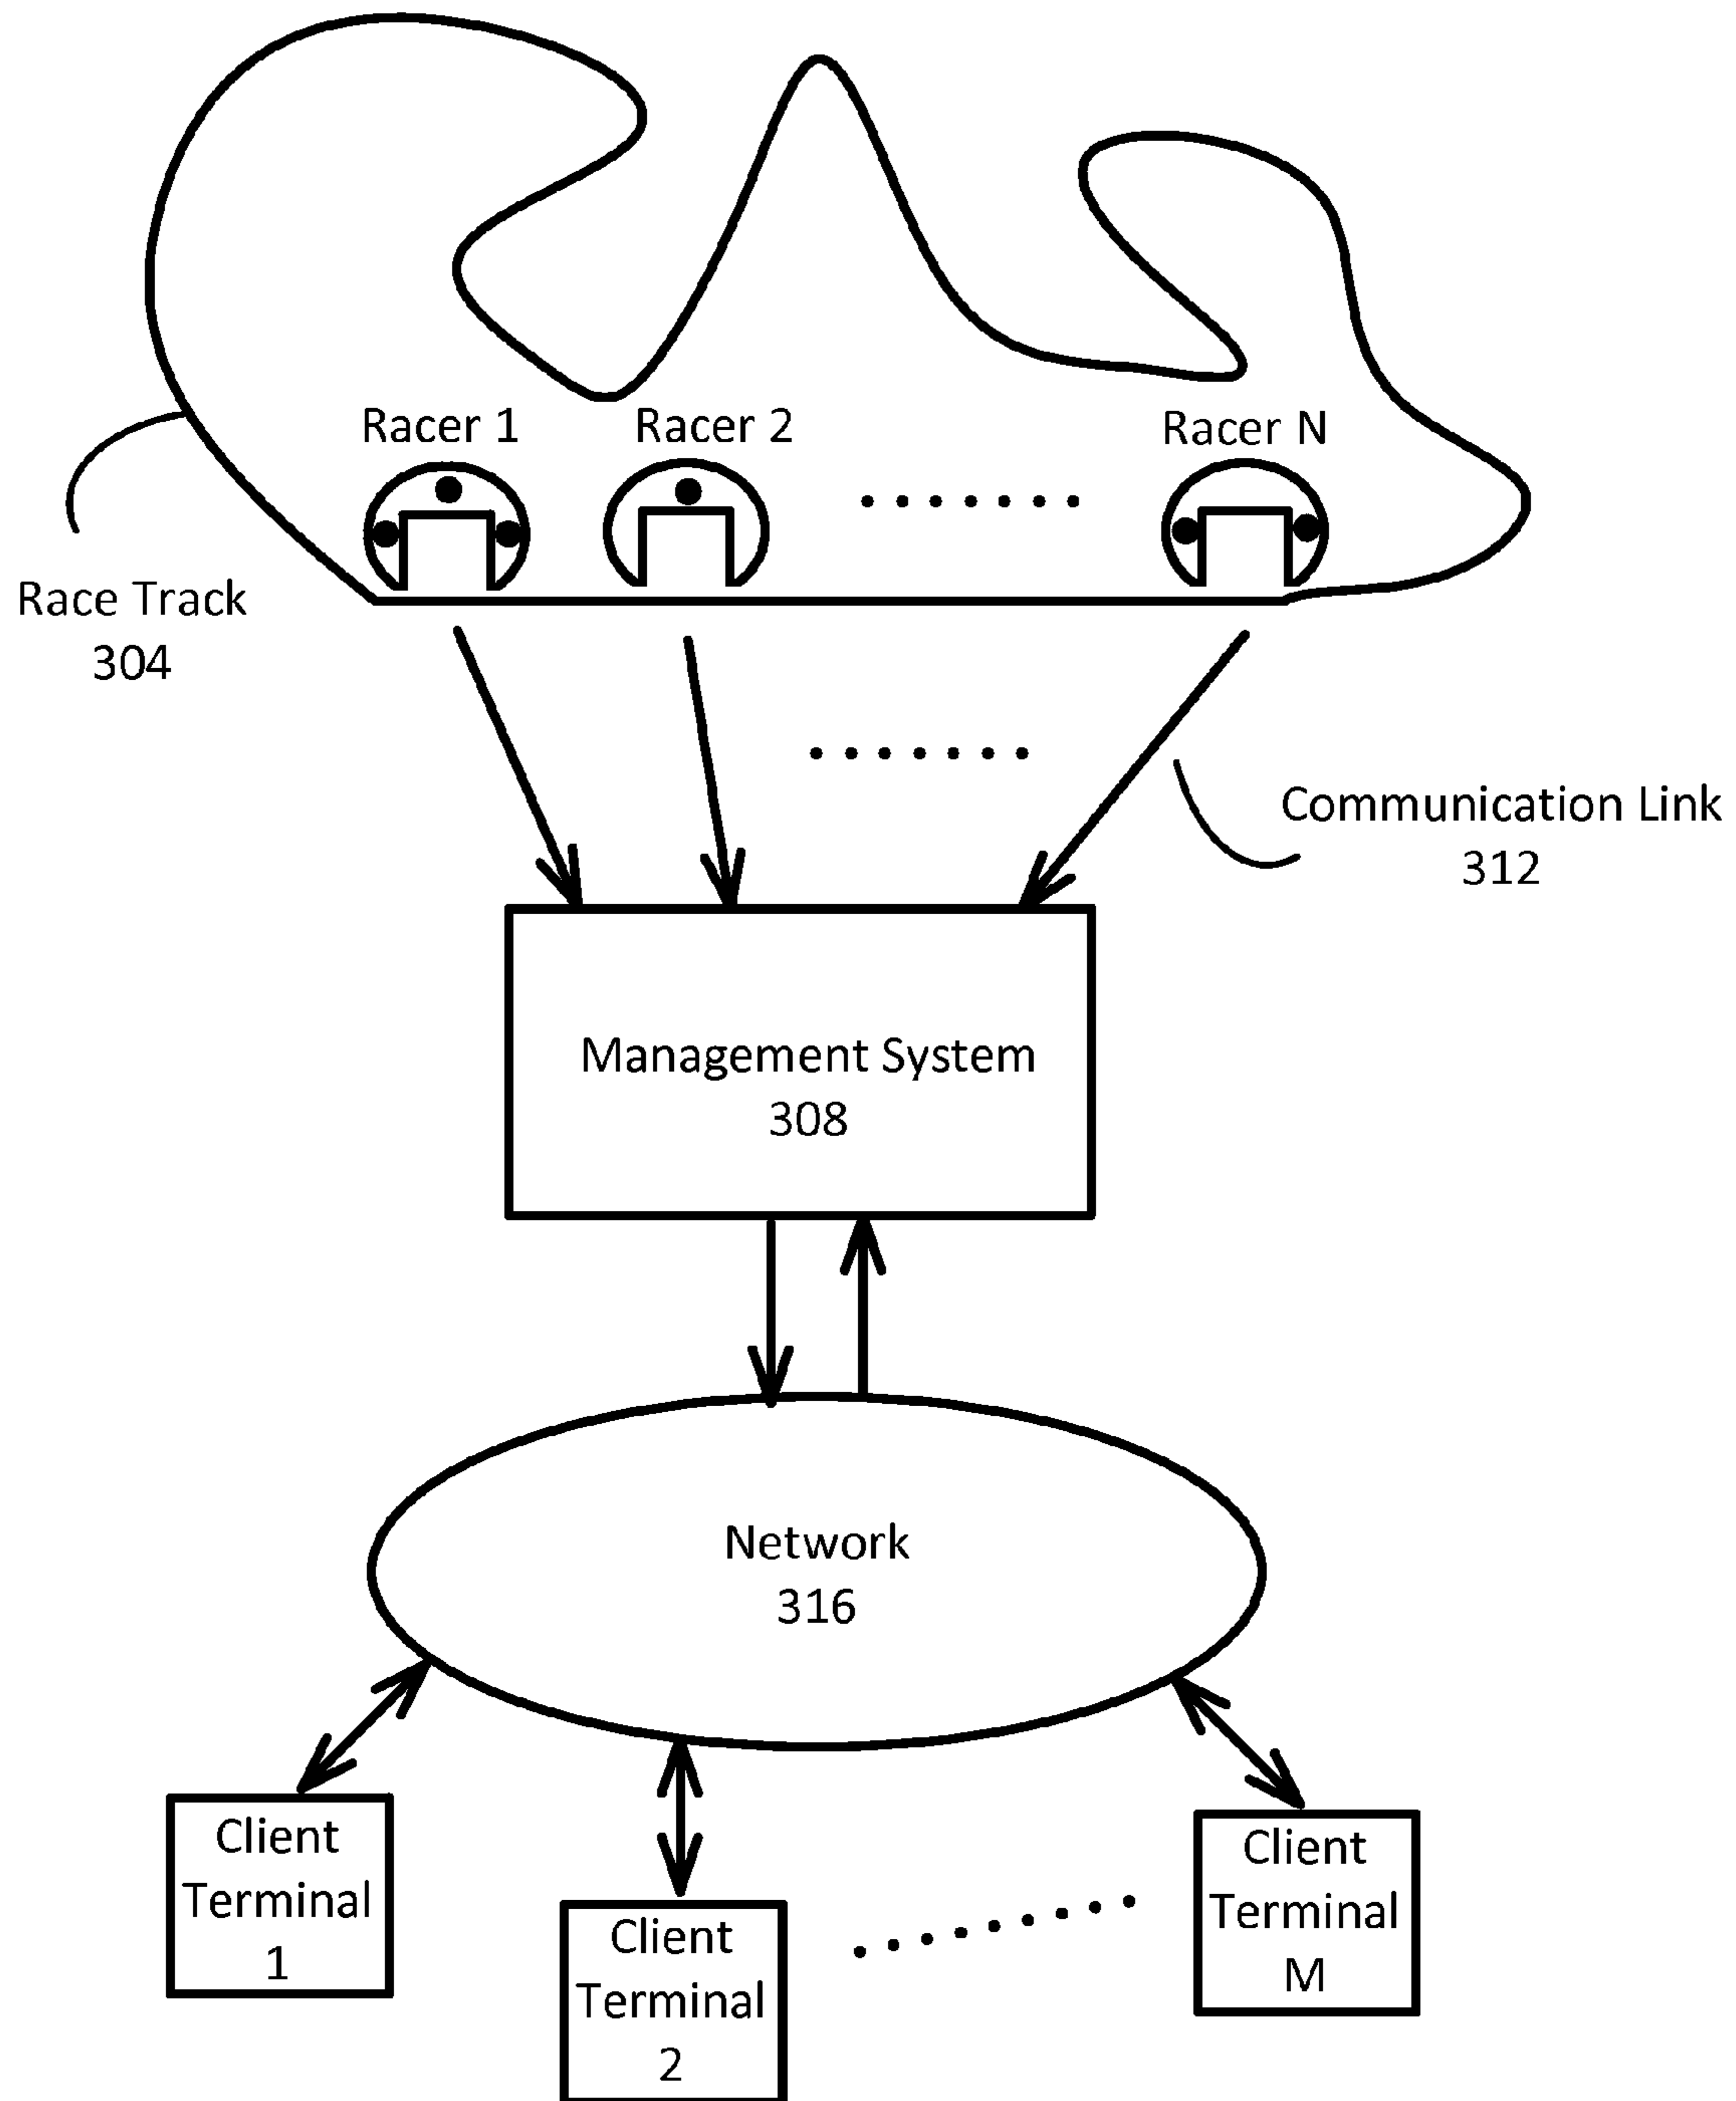 Racer 1
Racer 2
Racer N
Race Track
304
Communication Link
312
Management System
308
Network
316
Client
Terminal
1
Client
Terminal
2
Client
Terminal
M